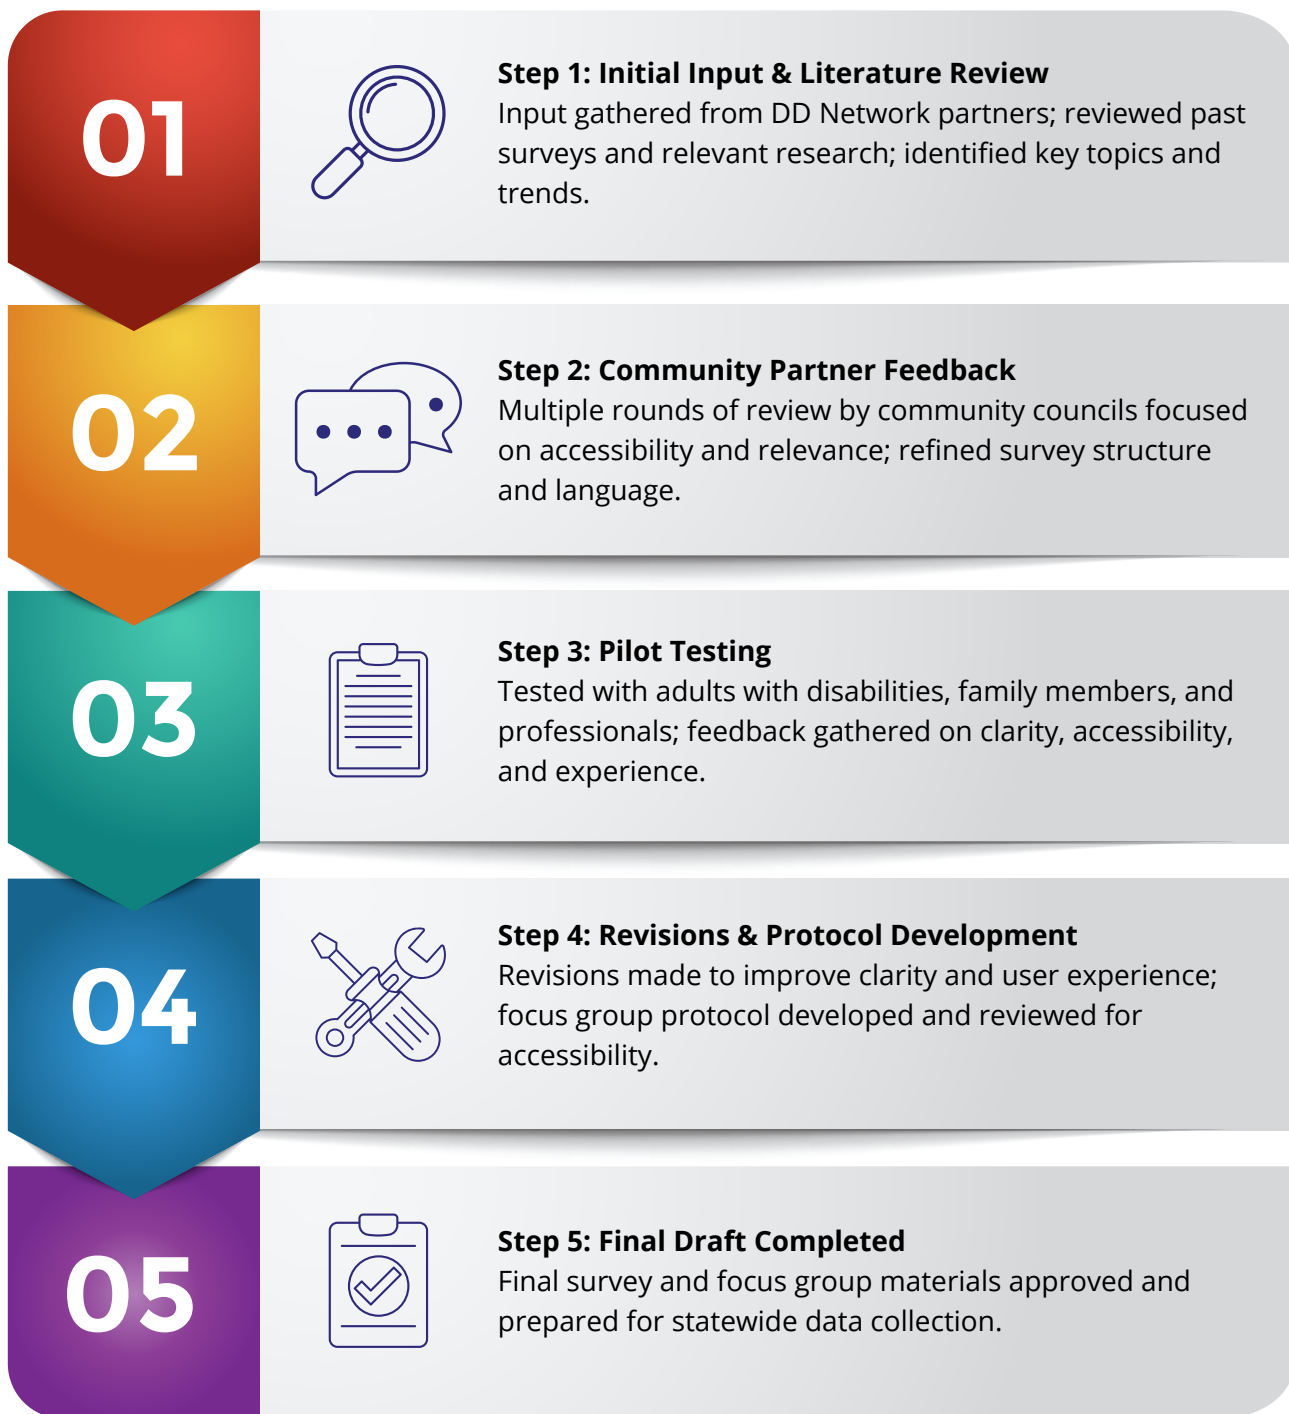 01
Step 1: Initial Input & Literature Review
Input gathered from DD Network partners; reviewed past
surveys and relevant research; identified key topics and
trends.
02
Step 2: Community Partner Feedback
Multiple rounds of review by community councils focused
on accessibility and relevance; refined survey structure
and language.
03
Step 3: Pilot Testing
Tested with adults with disabilities, family members, and
professionals; feedback gathered on clarity, accessibility,
and experience.
04
Step 4: Revisions & Protocol Development
Revisions made to improve clarity and user experience;
focus group protocol developed and reviewed for
accessibility.
05
Step 5: Final Draft Completed
Final survey and focus group materials approved and
prepared for statewide data collection.